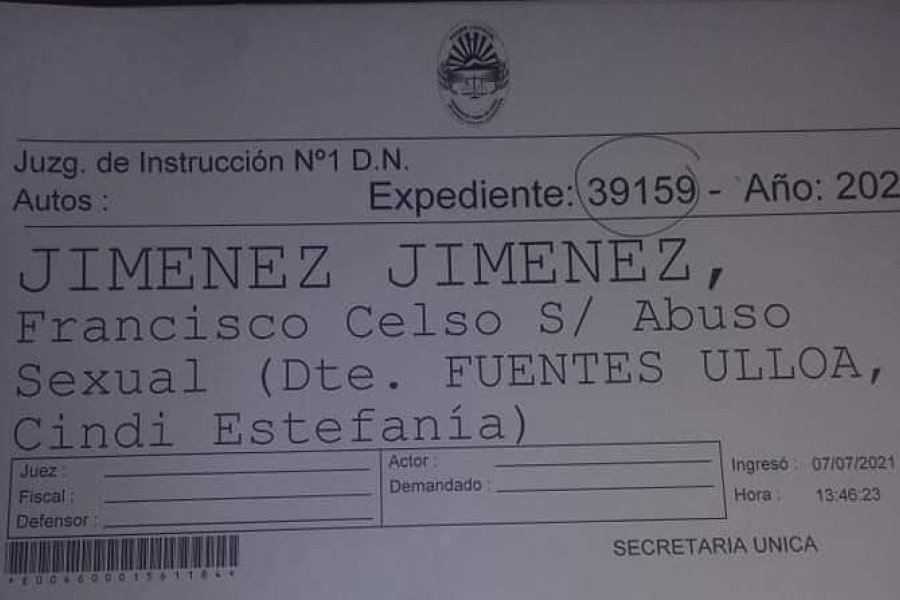 Juzg. de Instrucción Nº1 D.N.
Autos :
Expediente: 39159 - Año: 202
JIMENEZ JIMENEZ,
Francisco Celso S/ Abuso
Sexual (Dte. FUENTES ULLOA,
Cindi Estefanía)
Juez :
Fiscal :
Defensor :
Actor :
Demandado :
Ingresó : 07/07/2021
Hora : 13:46:23
SECRETARIA UNICA